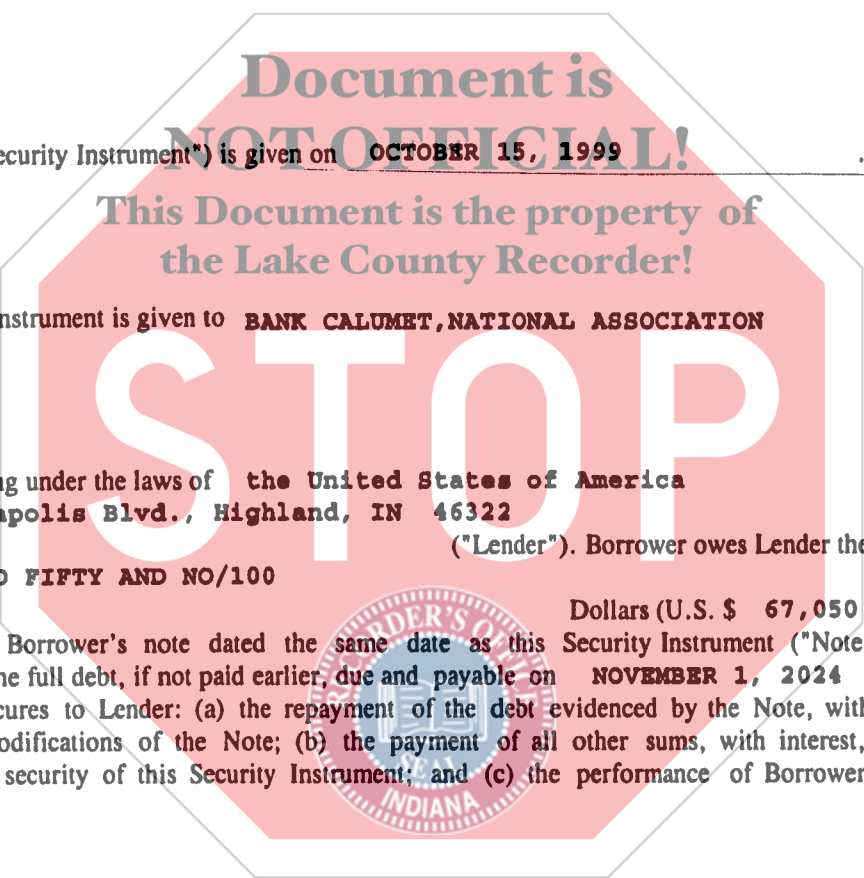 Document is
NOT OFFICIAL!
ecurity Instrument") is given on OCTOBER 15, 1999 .
This Document is the property of
the Lake County Recorder!
nstrument is given to BANK CALUMET,NATIONAL ASSOCIATION
STOP
ng under the laws of the United States of America
apolis Blvd., Highland, IN 46322
("Lender"). Borrower owes Lender the
D FIFTY AND NO/100
Dollars (U.S. $ 67,050
Borrower's note dated the same date as this Security Instrument ("Note
he full debt, if not paid earlier, due and payable on NOVEMBER 1, 2024
cures to Lender: (a) the repayment of the debt evidenced by the Note, with
odifications of the Note; (b) the payment of all other sums, with interest,
security of this Security Instrument; and (c) the performance of Borrower
RECORDER'S OFFICE
SEAL
INDIANA